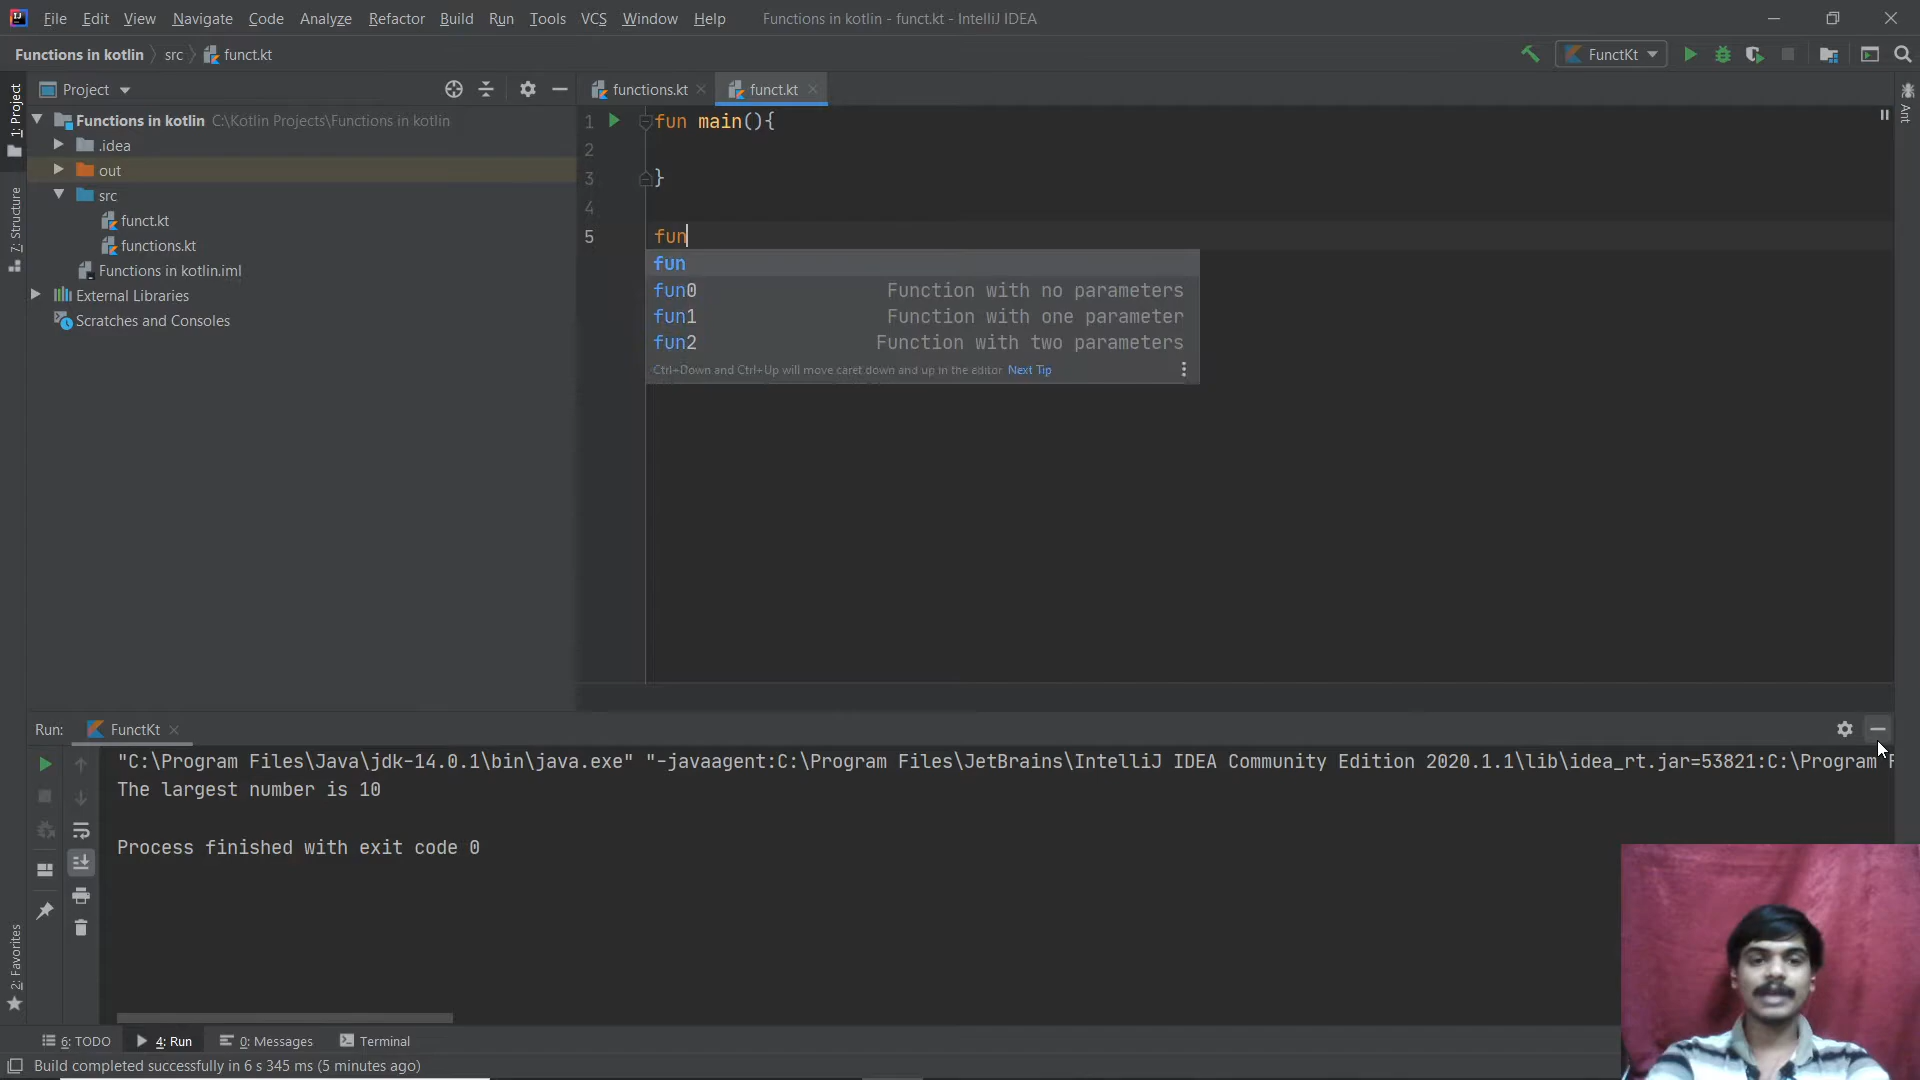 File Edit View Navigate Code Analyze Refactor Build Run Tools VCS Window Help Functions in kotlin - funct.kt - IntelliJ IDEA
Functions in kotlin src funct.kt FunctKt
1: Project
7: Structure
2: Favorites
Ant
Project
Functions in kotlin C:\Kotlin Projects\Functions in kotlin
.idea
out
src
funct.kt
functions.kt
Functions in kotlin.iml
External Libraries
Scratches and Consoles
functions.kt funct.kt
1 fun main(){
2
3 }
4
5 fun
fun
fun0 Function with no parameters
fun1 Function with one parameter
fun2 Function with two parameters
Ctrl+Down and Ctrl+Up will move caret down and up in the editor Next Tip
Run: FunctKt
"C:\Program Files\Java\jdk-14.0.1\bin\java.exe" "-javaagent:C:\Program Files\JetBrains\IntelliJ IDEA Community Edition 2020.1.1\lib\idea_rt.jar=53821:C:\Program F
The largest number is 10
Process finished with exit code 0
6: TODO 4: Run 0: Messages Terminal
Build completed successfully in 6 s 345 ms (5 minutes ago)